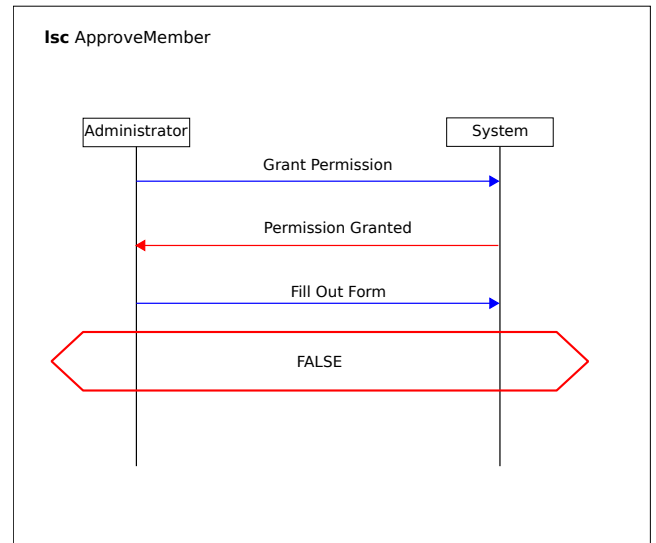 lsc ApproveMember
Administrator
System
Grant Permission
Permission Granted
Fill Out Form
FALSE